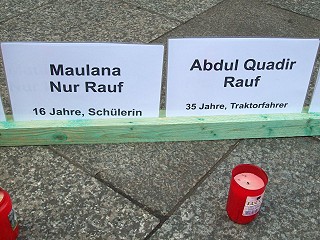 Maulana
Nur Rauf
16 Jahre, Schülerin
Abdul Quadir
Rauf
35 Jahre, Traktorfahrer